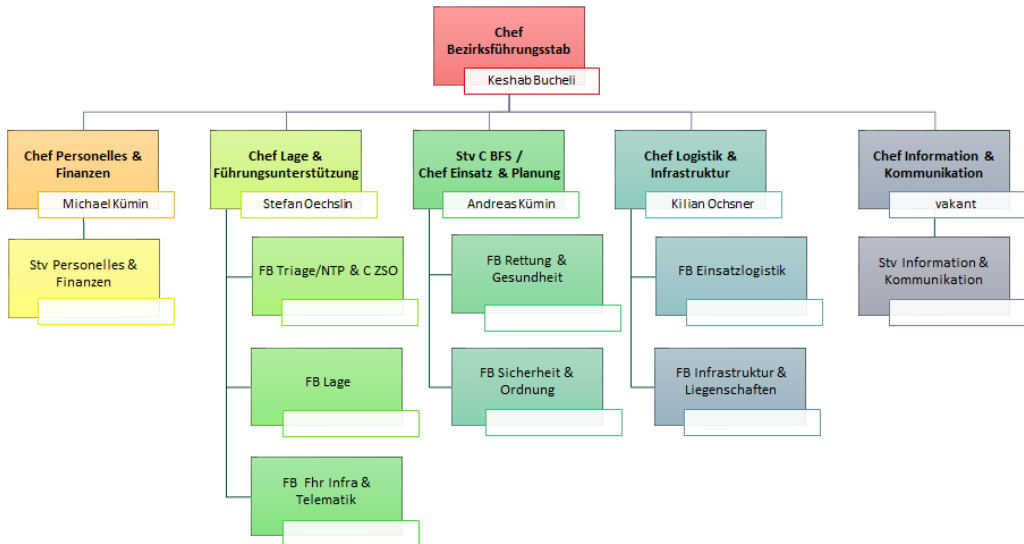 Chef
Bezirksführungsstab
Keshab Bucheli
Chef Personelles &
Finanzen
Michael Kümin
Chef Lage &
Führungsunterstützung
Stefan Oechslin
Stv C BFS /
Chef Einsatz & Planung
Andreas Kümin
Chef Logistik &
Infrastruktur
Kilian Ochsner
Chef Information &
Kommunikation
vakant
Stv Personelles &
Finanzen
FB Triage/NTP & C ZSO
FB Rettung &
Gesundheit
FB Einsatzlogistik
Stv Information &
Kommunikation
FB Lage
FB Sicherheit &
Ordnung
FB Infrastruktur &
Liegenschaften
FB Fhr Infra &
Telematik